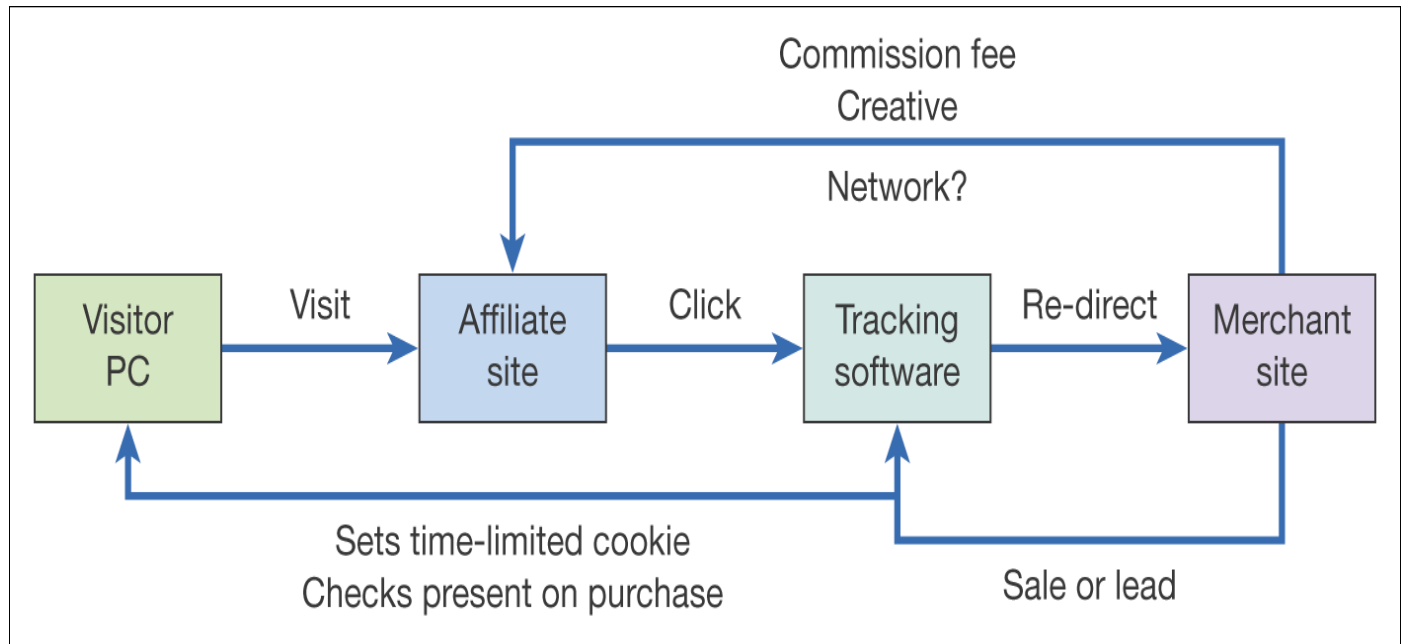 Commission fee
Creative
Network?
Visitor
PC
Visit
Affiliate
site
Click
Tracking
software
Re-direct
Merchant
site
Sets time-limited cookie
Checks present on purchase
Sale or lead